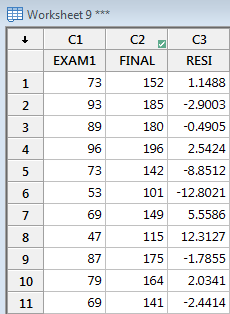 Worksheet 9 ***
C1 C2 C3
EXAM1 FINAL RESI
1 73 152 1.1488
2 93 185 -2.9003
3 89 180 -0.4905
4 96 196 2.5424
5 73 142 -8.8512
6 53 101 -12.8021
7 69 149 5.5586
8 47 115 12.3127
9 87 175 -1.7855
10 79 164 2.0341
11 69 141 -2.4414